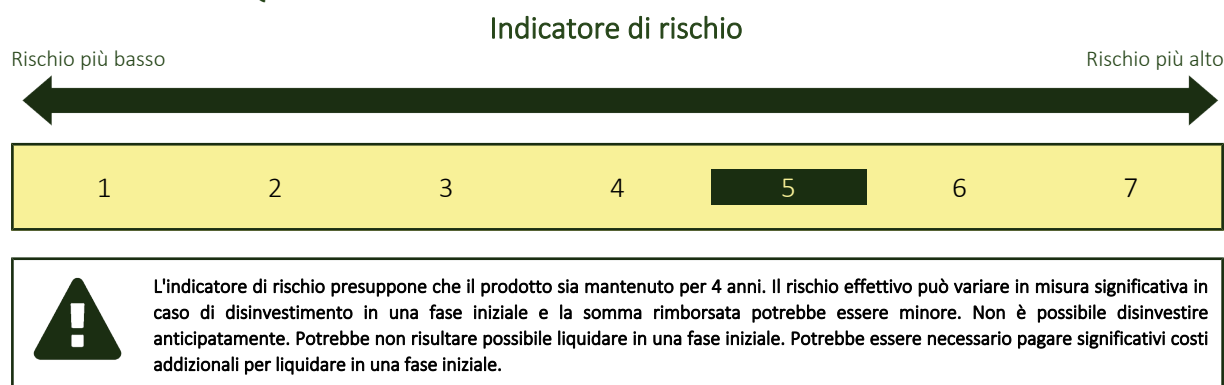 Indicatore di rischio
Rischio più basso
Rischio più alto
1 2 3 4 5 6 7
L'indicatore di rischio presuppone che il prodotto sia mantenuto per 4 anni. Il rischio effettivo può variare in misura significativa in
caso di disinvestimento in una fase iniziale e la somma rimborsata potrebbe essere minore. Non è possibile disinvestire
anticipatamente. Potrebbe non risultare possibile liquidare in una fase iniziale. Potrebbe essere necessario pagare significativi costi
addizionali per liquidare in una fase iniziale.